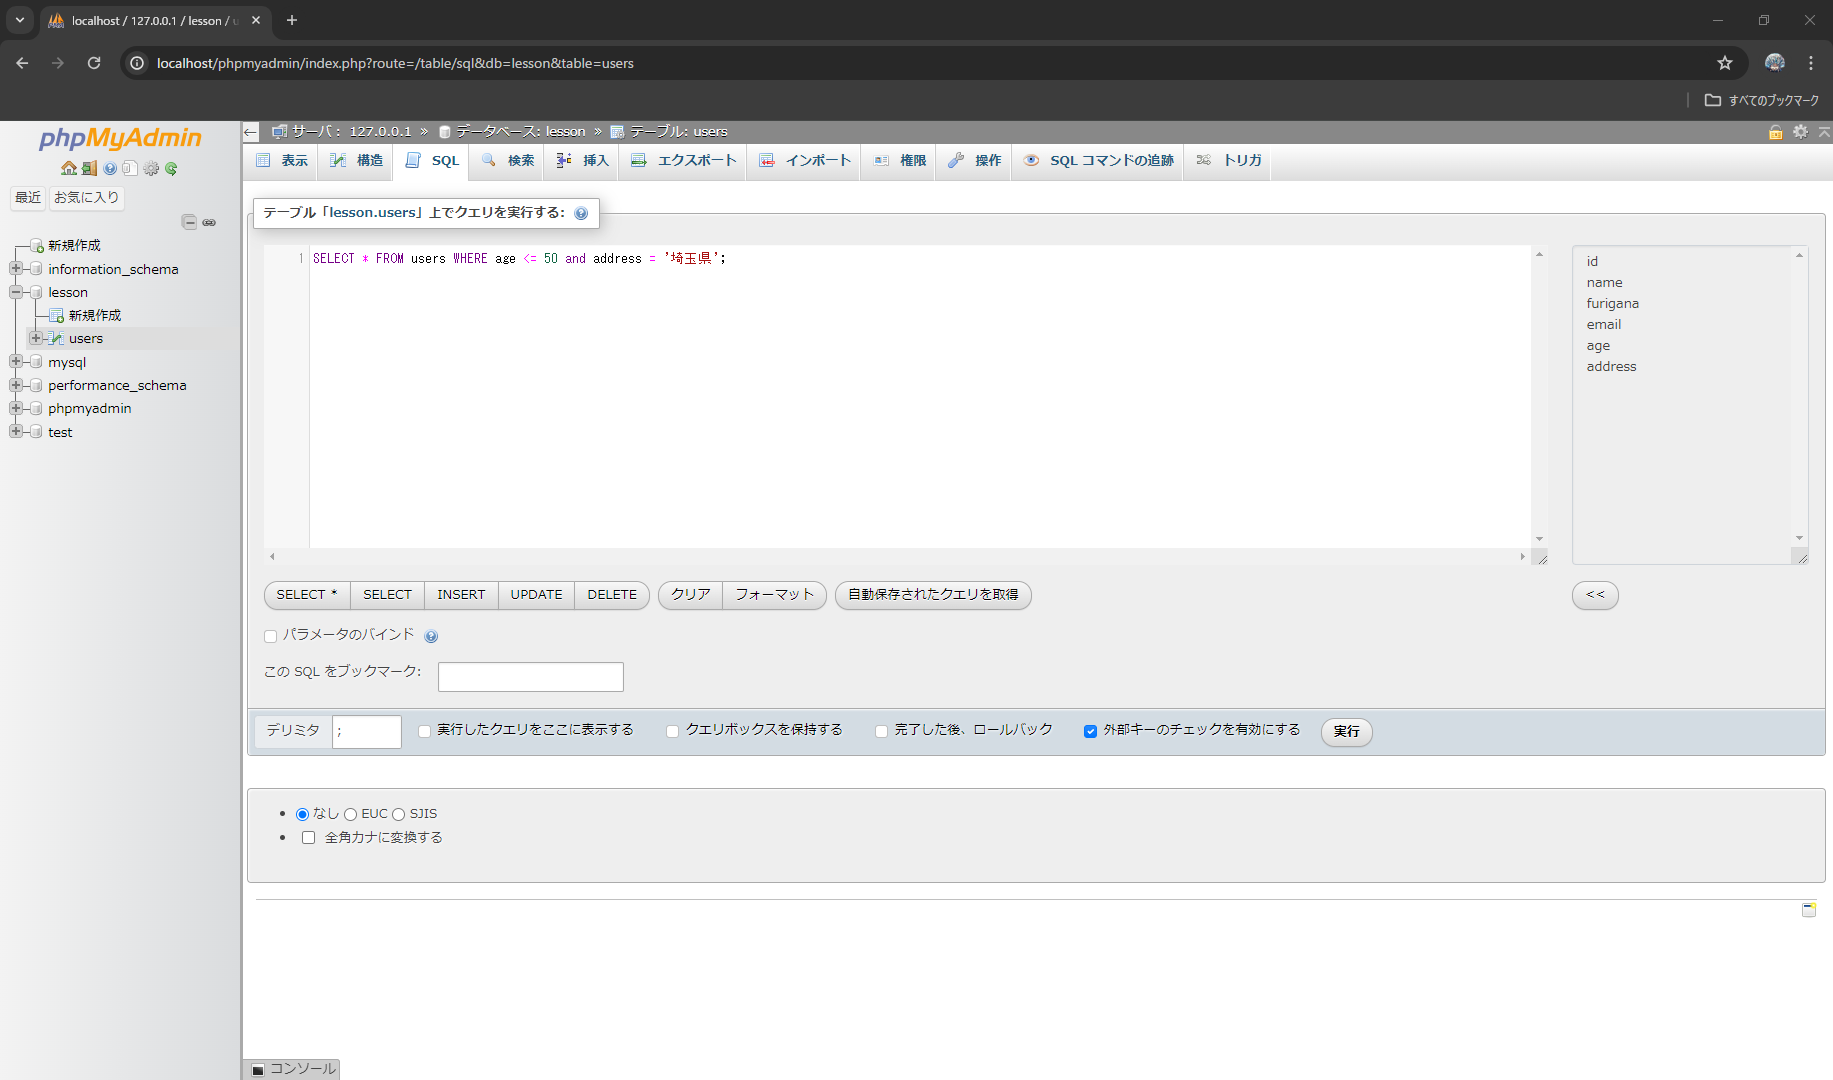 localhost / 127.0.0.1 / lesson / u
localhost/phpmyadmin/index.php?route=/table/sql&db=lesson&table=users
すべてのブックマーク
phpMyAdmin
最近 お気に入り
新規作成
information_schema
lesson
新規作成
users
mysql
performance_schema
phpmyadmin
test
サーバ: 127.0.0.1 » データベース: lesson » テーブル: users
表示 構造 SQL 検索 挿入 エクスポート インポート 権限 操作 SQL コマンドの追跡 トリガ
テーブル「lesson.users」上でクエリを実行する:
1 SELECT * FROM users WHERE age <= 50 and address = '埼玉県';
id
name
furigana
email
age
address
SELECT * SELECT INSERT UPDATE DELETE クリア フォーマット 自動保存されたクエリを取得 <<
パラメータのバインド
この SQL をブックマーク:
デリミタ ; 実行したクエリをここに表示する クエリボックスを保持する 完了した後、ロールバック 外部キーのチェックを有効にする 実行
なし EUC SJIS
全角カナに変換する
コンソール